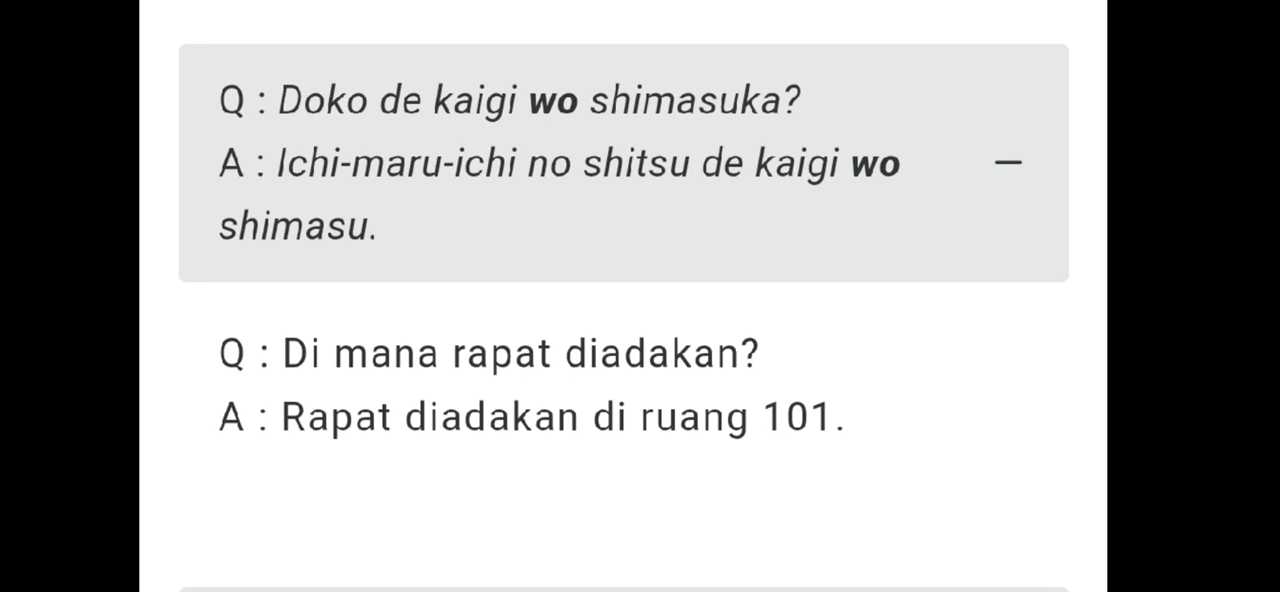 Q : Doko de kaigi wo shimasuka?
A : Ichi-maru-ichi no shitsu de kaigi wo
shimasu.
Q : Di mana rapat diadakan?
A : Rapat diadakan di ruang 101.